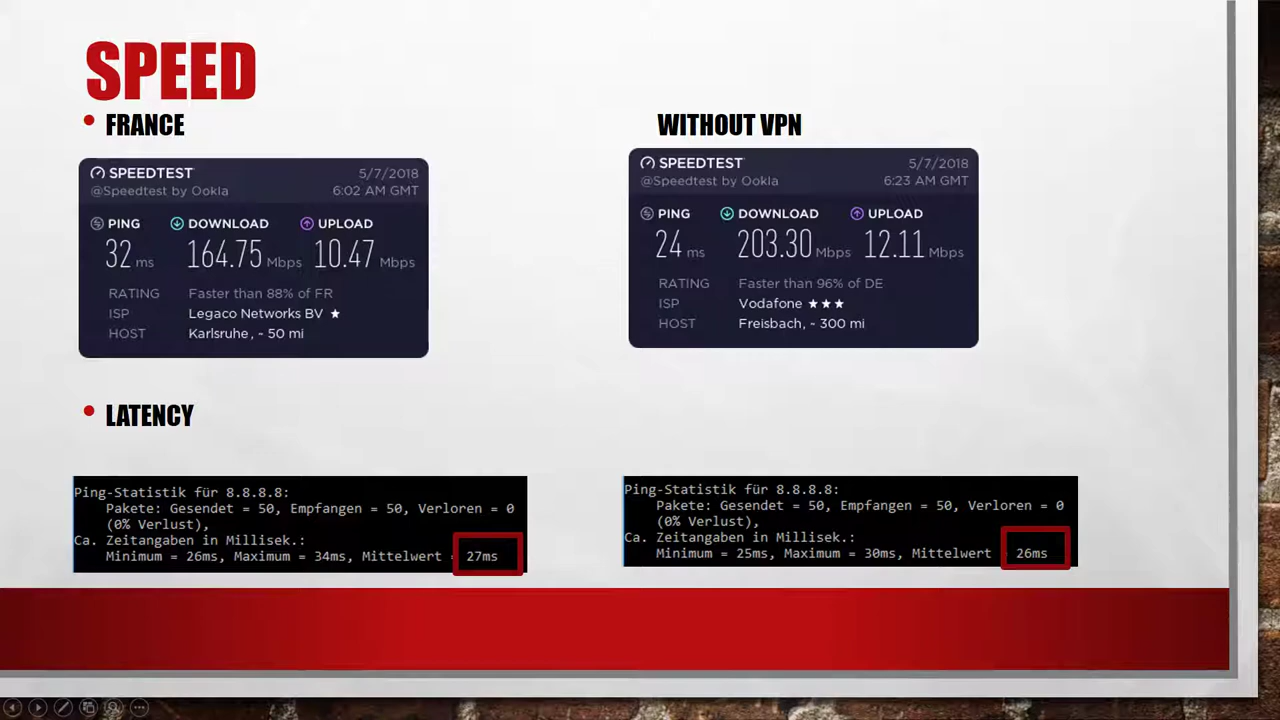 SPEED
FRANCE
SPEEDTEST
5/7/2018
@Speedtest by Ookla
6:02 AM GMT
PING
DOWNLOAD
UPLOAD
32 ms
164.75 Mbps
10.47 Mbps
RATING
Faster than 88% of FR
ISP
Legaco Networks BV ★
HOST
Karlsruhe, ~ 50 mi
WITHOUT VPN
SPEEDTEST
5/7/2018
@Speedtest by Ookla
6:23 AM GMT
PING
DOWNLOAD
UPLOAD
24 ms
203.30 Mbps
12.11 Mbps
RATING
Faster than 96% of DE
ISP
Vodafone ★★★
HOST
Freisbach, ~ 300 mi
LATENCY
Ping-Statistik für 8.8.8.8:
Pakete: Gesendet = 50, Empfangen = 50, Verloren = 0
(0% Verlust),
Ca. Zeitangaben in Millisek.:
Minimum = 26ms, Maximum = 34ms, Mittelwert = 27ms
Ping-Statistik für 8.8.8.8:
Pakete: Gesendet = 50, Empfangen = 50, Verloren = 0
(0% Verlust),
Ca. Zeitangaben in Millisek.:
Minimum = 25ms, Maximum = 30ms, Mittelwert 26ms